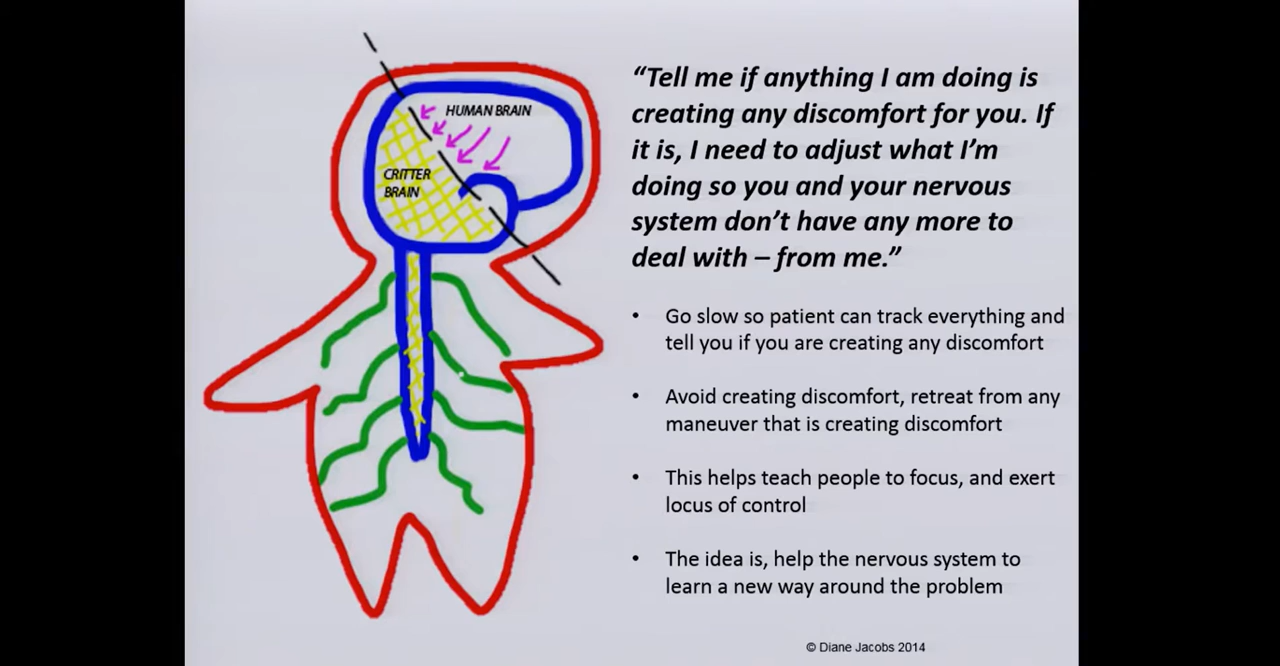 HUMAN BRAIN
CRITTER
BRAIN
“Tell me if anything I am doing is
creating any discomfort for you. If
it is, I need to adjust what I’m
doing so you and your nervous
system don’t have any more to
deal with – from me.”
• Go slow so patient can track everything and
tell you if you are creating any discomfort
• Avoid creating discomfort, retreat from any
maneuver that is creating discomfort
• This helps teach people to focus, and exert
locus of control
• The idea is, help the nervous system to
learn a new way around the problem
© Diane Jacobs 2014